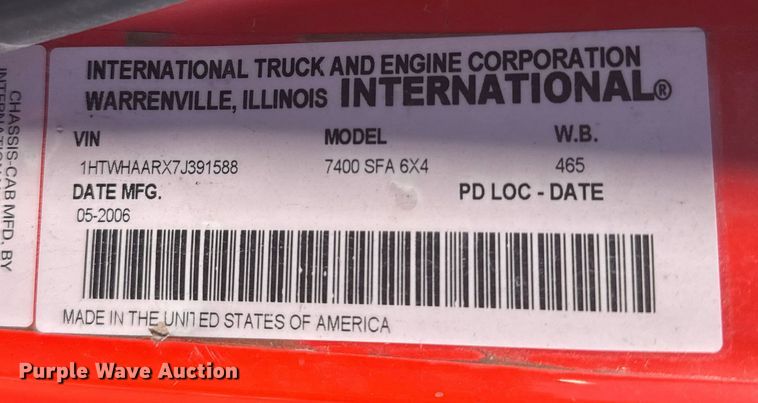 INTERNATIONAL TRUCK AND ENGINE CORPORATION
WARRENVILLE, ILLINOIS INTERNATIONAL®
VIN MODEL W.B.
1HTWHAARX7J391588 7400 SFA 6X4 465
DATE MFG. PD LOC - DATE
05-2006
MADE IN THE UNITED STATES OF AMERICA
CHASSIS-CAB MFD. BY
Purple Wave Auction